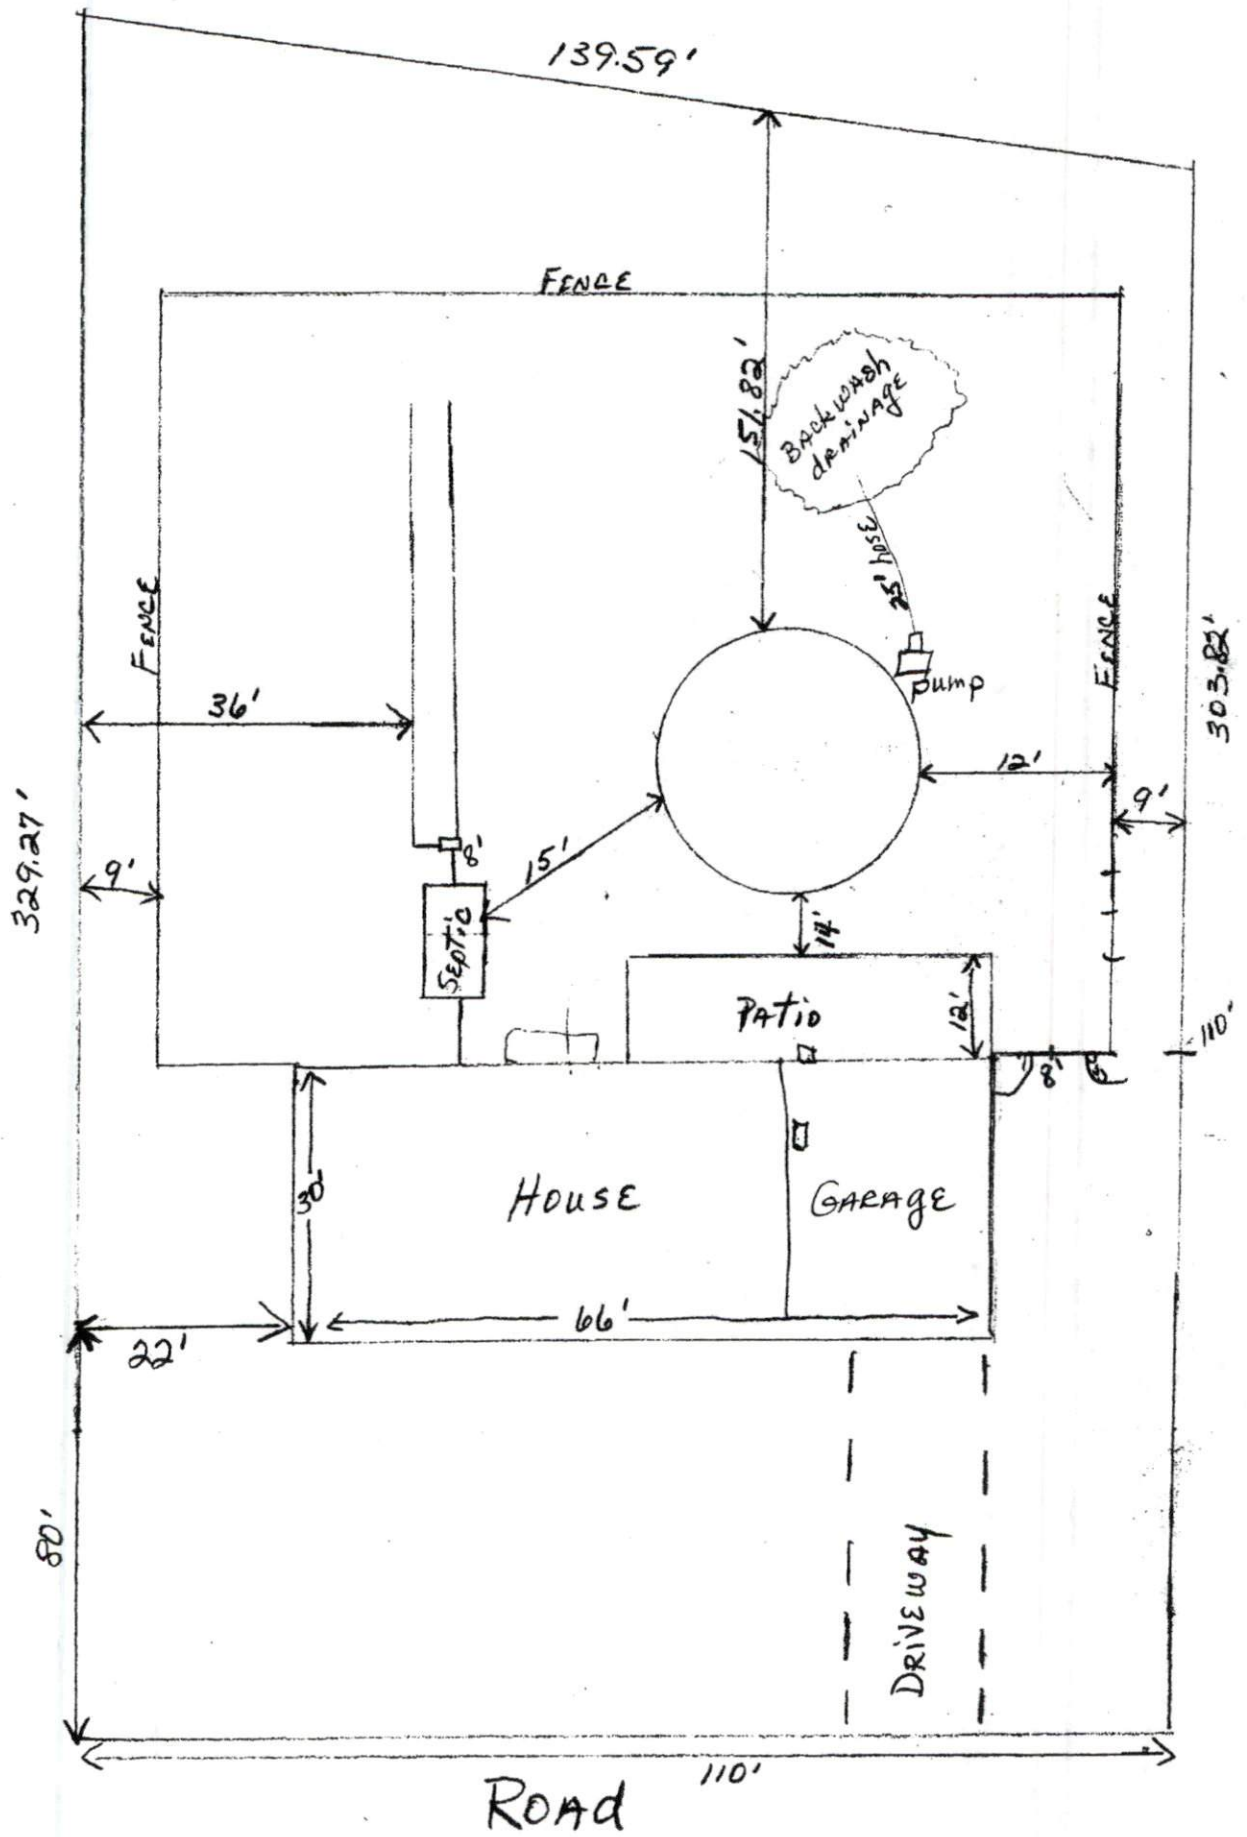 139.59'
FENCE
151.82'
BACKWASH
dRAINAGE
25' hose
pump
FENCE
FENCE
303.82'
36'
12'
9'
329.27'
9'
15'
8'
SEPTIC
14'
PATIO
12'
110'
8'
30'
HOUSE
GARAGE
66'
22'
80'
DRIVEWAY
110'
ROAD